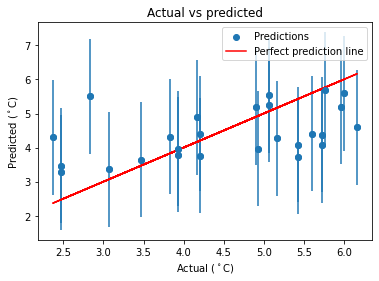 Actual vs predicted
Predictions
Perfect prediction line
7
6
5
4
3
2
Predicted (°C)
2.5 3.0 3.5 4.0 4.5 5.0 5.5 6.0
Actual (°C)